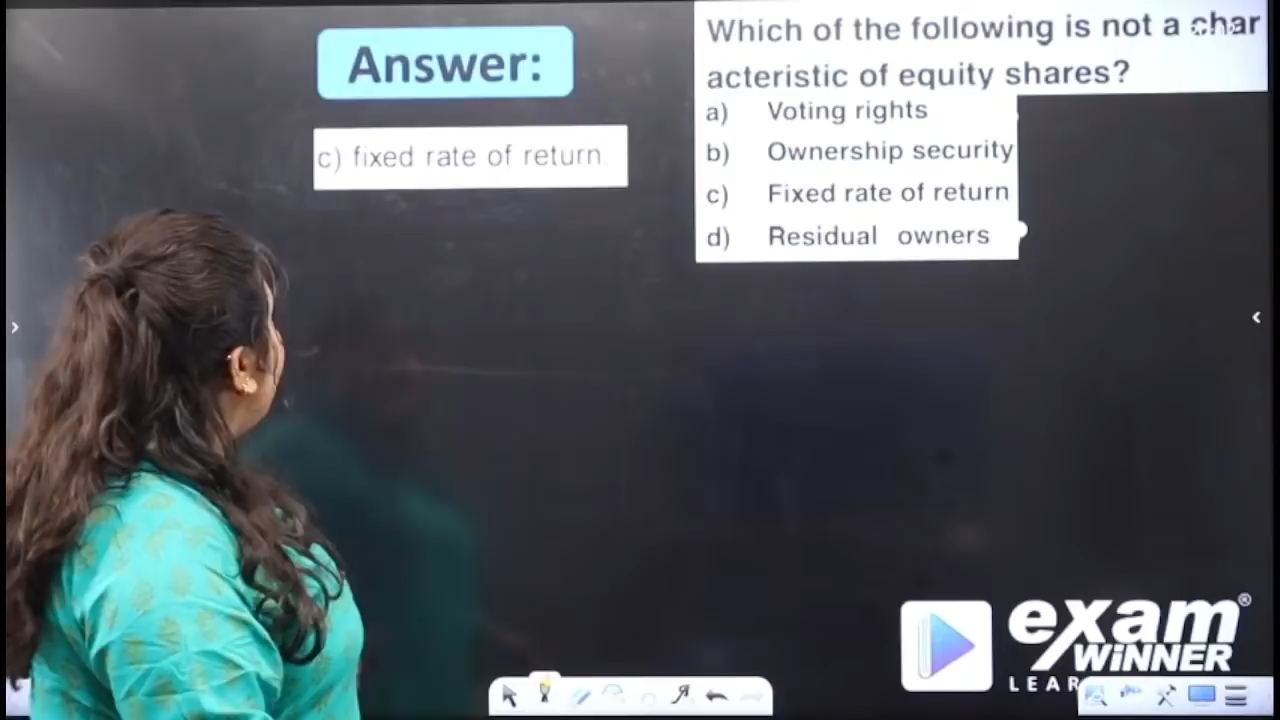 Answer:
c) fixed rate of return.
Which of the following is not a char
acteristic of equity shares?
a) Voting rights
b) Ownership security
c) Fixed rate of return
d) Residual owners
exam
WiNNER
LEAR